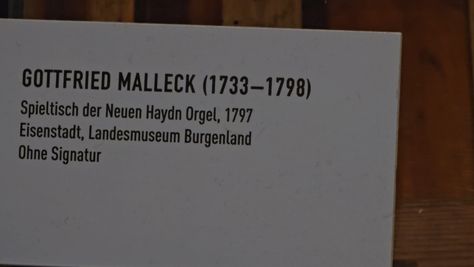 GOTTFRIED MALLECK (1733–1798)
Spieltisch der Neuen Haydn Orgel, 1797
Eisenstadt, Landesmuseum Burgenland
Ohne Signatur